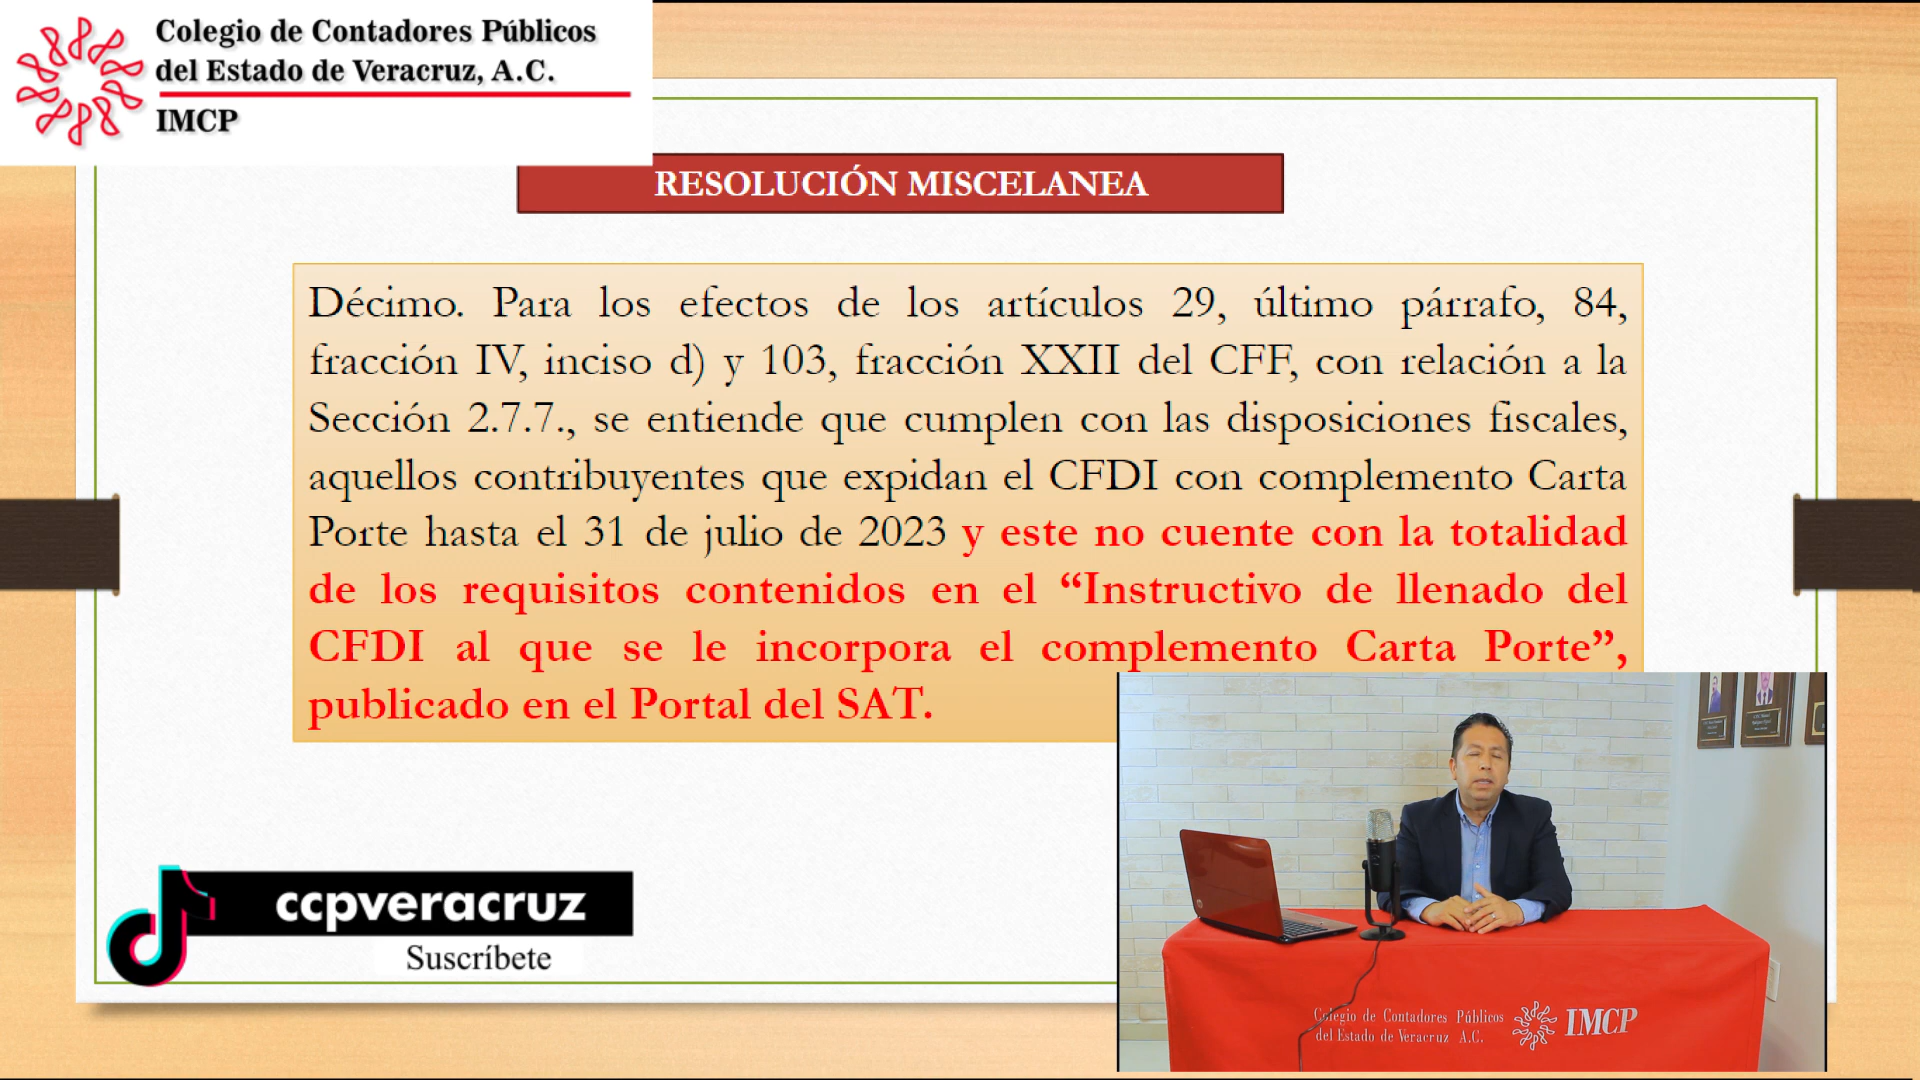 Colegio de Contadores Públicos
del Estado de Veracruz, A.C.
IMCP
RESOLUCIÓN MISCELANEA
Décimo. Para los efectos de los artículos 29, último párrafo, 84,
fracción IV, inciso d) y 103, fracción XXII del CFF, con relación a la
Sección 2.7.7., se entiende que cumplen con las disposiciones fiscales,
aquellos contribuyentes que expidan el CFDI con complemento Carta
Porte hasta el 31 de julio de 2023 y este no cuente con la totalidad
de los requisitos contenidos en el “Instructivo de llenado del
CFDI al que se le incorpora el complemento Carta Porte”,
publicado en el Portal del SAT.
ccpveracruz
Suscríbete
Colegio de Contadores Públicos
del Estado de Veracruz A.C.
IMCP